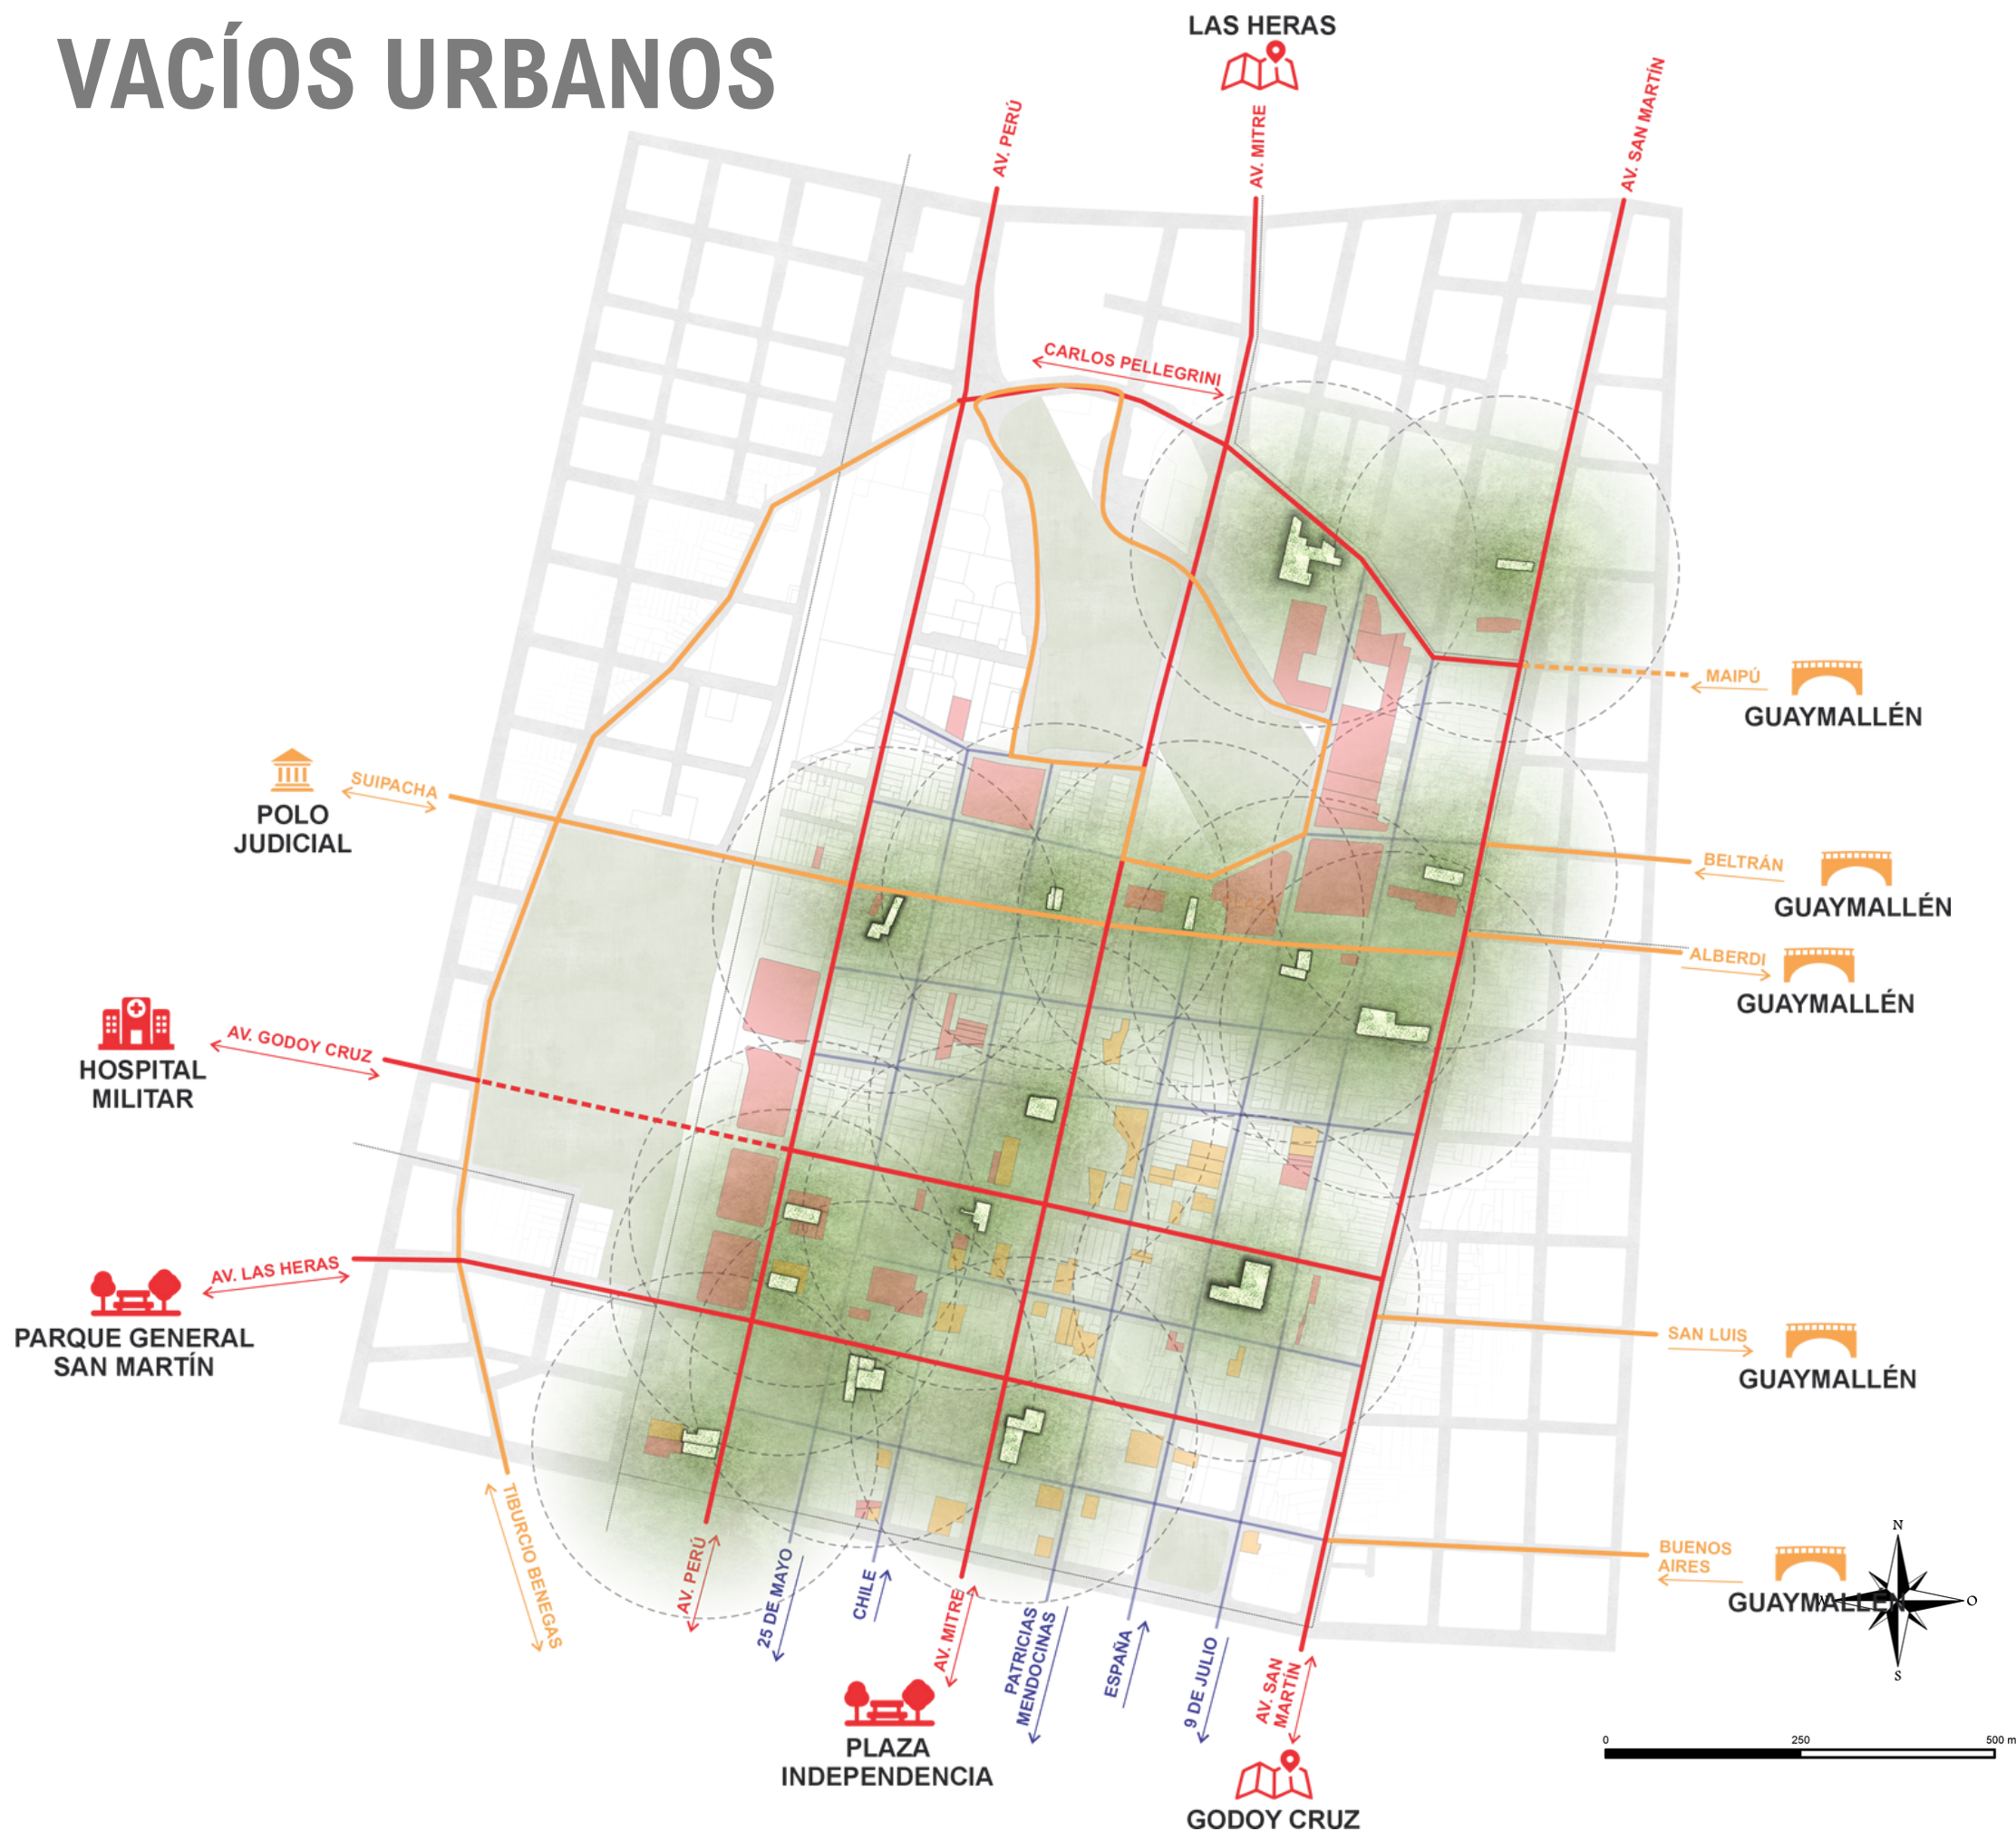 VACÍOS URBANOS
LAS HERAS
AV. PERÚ
AV. MITRE
AV. SAN MARTÍN
CARLOS PELLEGRINI
MAIPÚ
GUAYMALLÉN
SUIPACHA
POLO
JUDICIAL
BELTRÁN
GUAYMALLÉN
ALBERDI
GUAYMALLÉN
AV. GODOY CRUZ
HOSPITAL
MILITAR
AV. LAS HERAS
PARQUE GENERAL
SAN MARTÍN
SAN LUIS
GUAYMALLÉN
TIBURCIO BENEGAS
BUENOS
AIRES
GUAYMALLÉN
N
O
S
AV. PERÚ
25 DE MAYO
CHILE
AV. MITRE
PATRICIAS
MENDOCINAS
ESPAÑA
9 DE JULIO
AV. SAN
MARTÍN
PLAZA
INDEPENDENCIA
GODOY CRUZ
0 250 500 m